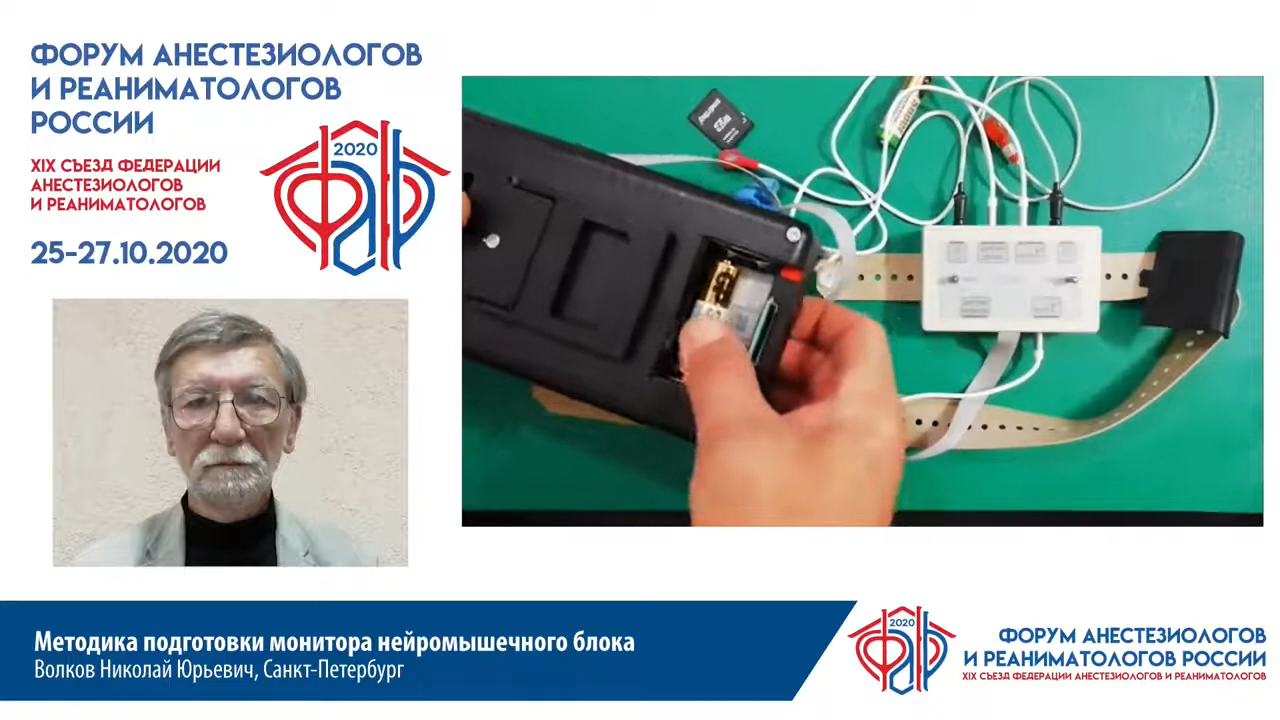 ФОРУМ АНЕСТЕЗИОЛОГОВ
И РЕАНИМАТОЛОГОВ
РОССИИ
XIX СЪЕЗД ФЕДЕРАЦИИ
АНЕСТЕЗИОЛОГОВ
И РЕАНИМАТОЛОГОВ
2020
25-27.10.2020
GP
Методика подготовки монитора нейромышечного блока
Волков Николай Юрьевич, Санкт-Петербург
2020
ФОРУМ АНЕСТЕЗИОЛОГОВ
И РЕАНИМАТОЛОГОВ РОССИИ
XIX СЪЕЗД ФЕДЕРАЦИИ АНЕСТЕЗИОЛОГОВ И РЕАНИМАТОЛОГОВ